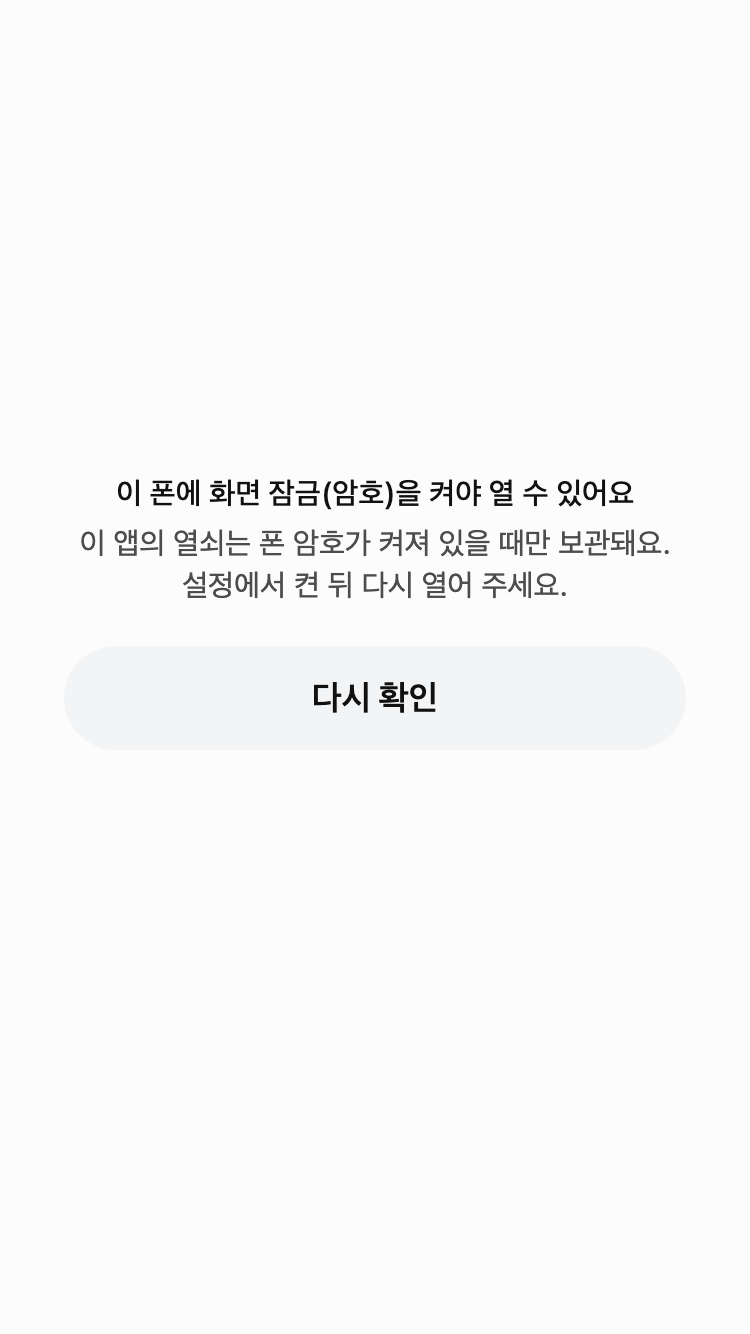 이 폰에 화면 잠금(암호)을 켜야 열 수 있어요
이 앱의 열쇠는 폰 암호가 켜져 있을 때만 보관돼요.
설정에서 켠 뒤 다시 열어 주세요.
다시 확인